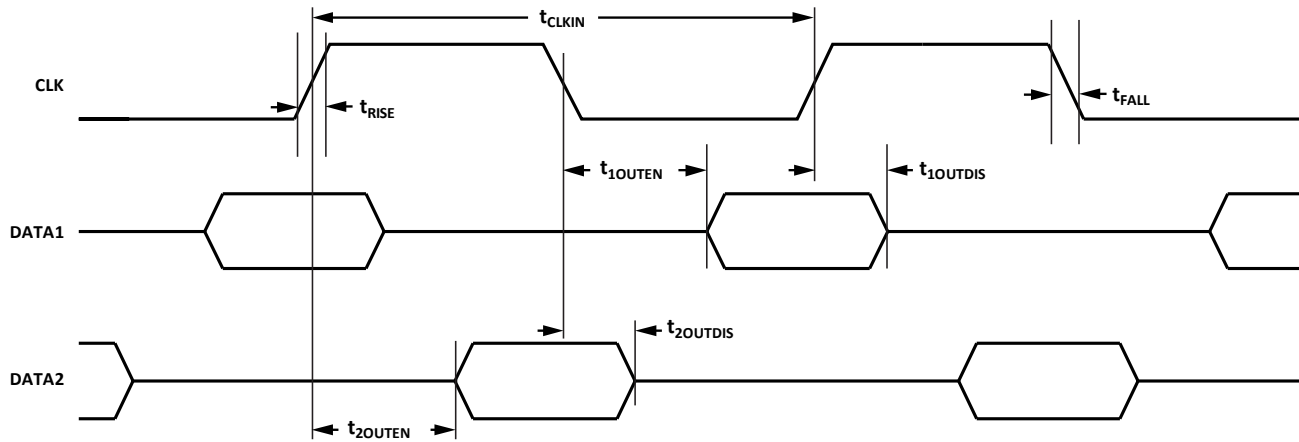 tCLKIN
CLK
tRISE
tFALL
t1OUTEN
t1OUTDIS
DATA1
t2OUTDIS
DATA2
t2OUTEN